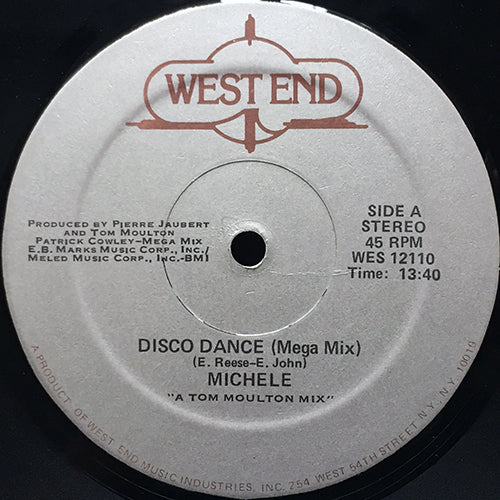 WEST END
PRODUCED BY PIERRE JAUBERT
AND TOM MOULTON
PATRICK COWLEY-MEGA MIX
E.B. MARKS MUSIC CORP., INC./
MELED MUSIC CORP., INC.-BMI
SIDE A
STEREO
45 RPM
WES 12110
Time: 13:40
DISCO DANCE (Mega Mix)
(E. Reese-E. John)
MICHELE
"A TOM MOULTON MIX"
A PRODUCT OF WEST END MUSIC INDUSTRIES, INC. 254 WEST 54TH STREET N.Y., N.Y. 10019